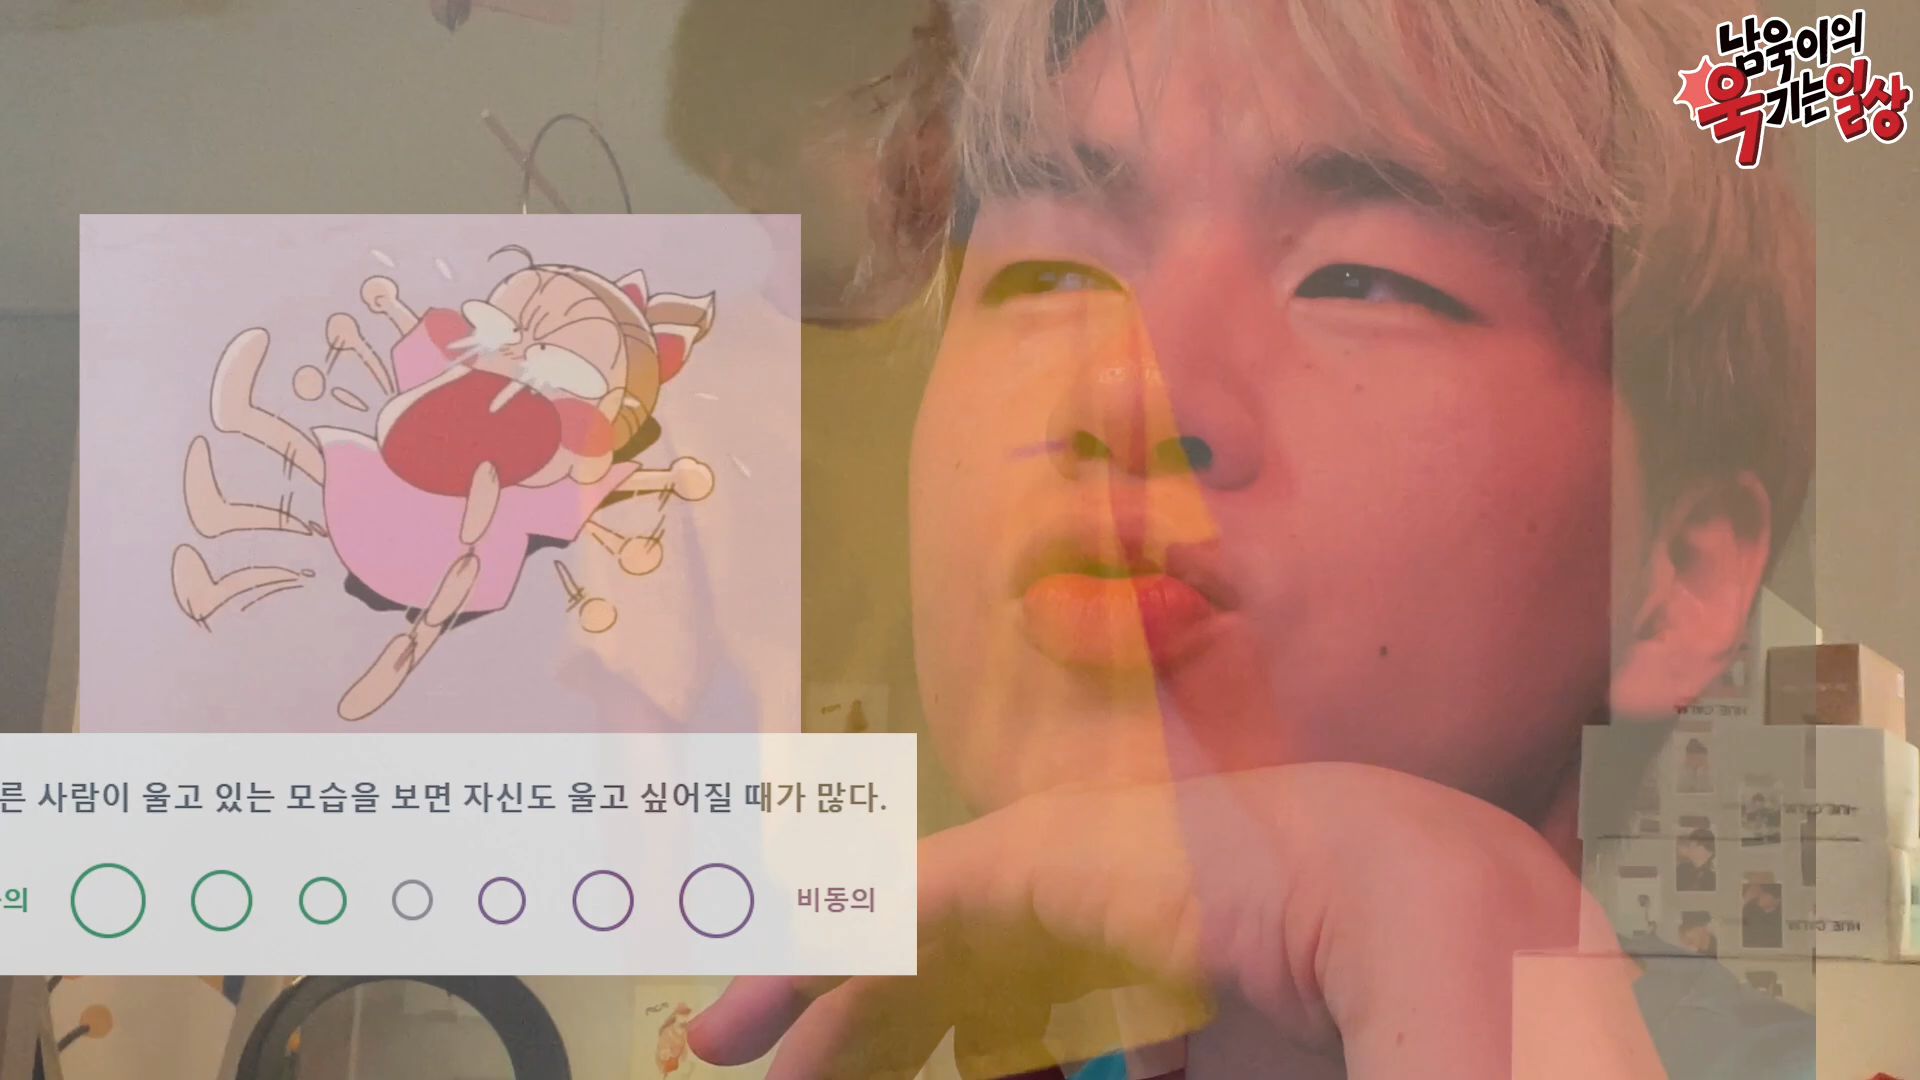 남욱이의
욱기는일상
른 사람이 울고 있는 모습을 보면 자신도 울고 싶어질 때가 많다.
의
비동의